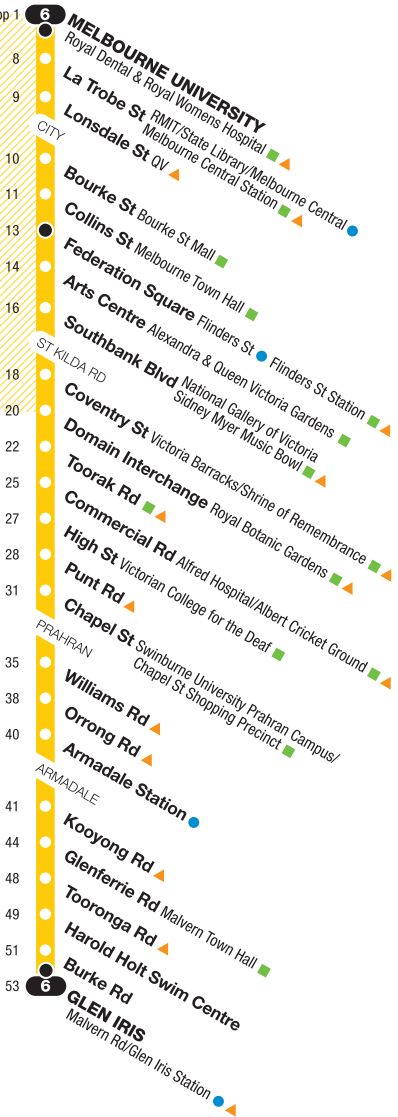 op 1
6
MELBOURNE UNIVERSITY
Royal Dental & Royal Womens Hospital
8
La Trobe St RMIT/State Library/Melbourne Central
Melbourne Central Station
9
Lonsdale St QV
CITY
10
Bourke St Bourke St Mall
11
Collins St Melbourne Town Hall
13
Federation Square Flinders St Flinders St Station
14
Arts Centre Alexandra & Queen Victoria Gardens
16
Southbank Blvd National Gallery of Victoria
Sidney Myer Music Bowl
ST KILDA RD
18
Coventry St Victoria Barracks/Shrine of Remembrance
20
Domain Interchange Royal Botanic Gardens
22
Toorak Rd
25
Commercial Rd Alfred Hospital/Albert Cricket Ground
27
High St Victorian College for the Deaf
28
Punt Rd
31
Chapel St Swinburne University Prahran Campus/
Chapel St Shopping Precinct
PRAHRAN
35
Williams Rd
38
Orrong Rd
40
Armadale Station
ARMADALE
41
Kooyong Rd
44
Glenferrie Rd Malvern Town Hall
48
Tooronga Rd
49
Harold Holt Swim Centre
51
Burke Rd
53
6
GLEN IRIS
Malvern Rd/Glen Iris Station